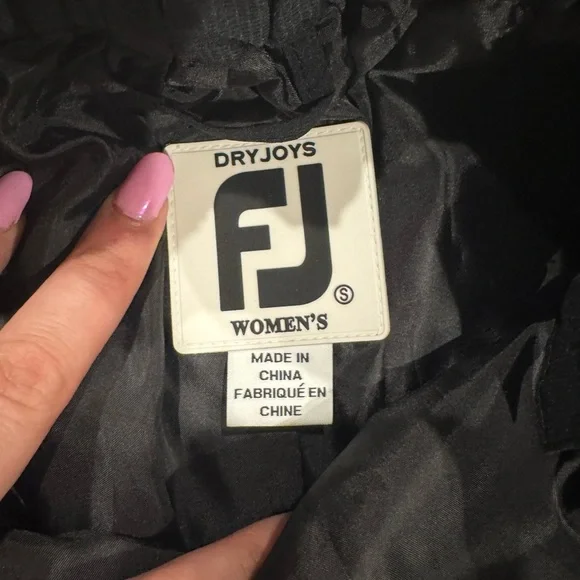 DRYJOYS
FJ
S
WOMEN'S
MADE IN
CHINA
FABRIQUÉ EN
CHINE